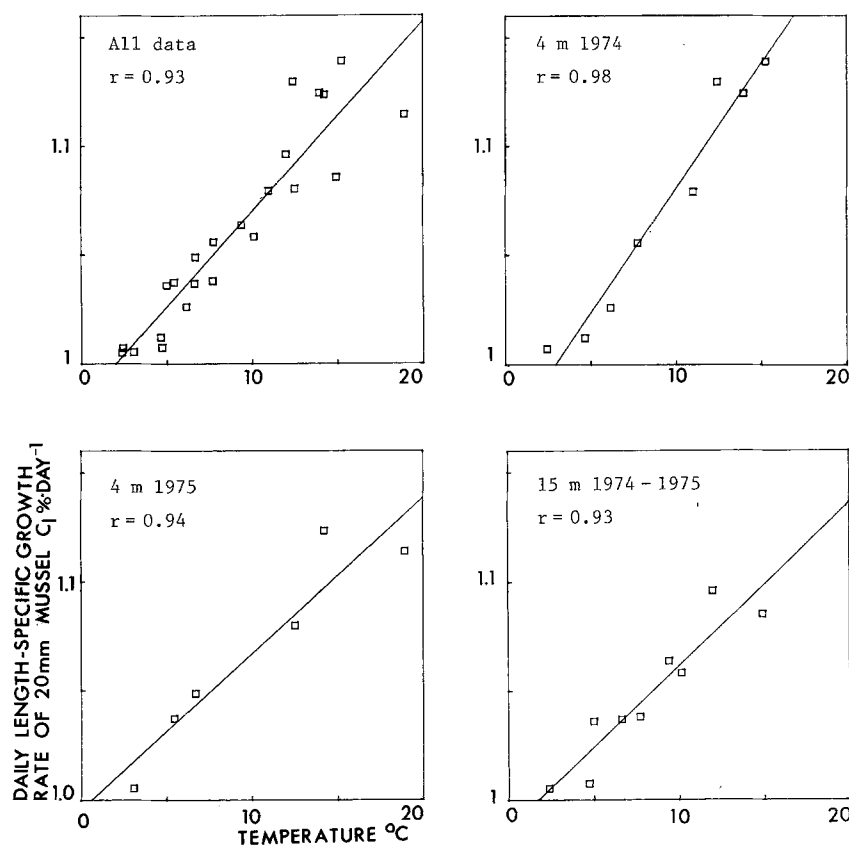 All data
r = 0.93
1.1
1
0 10 20
4 m 1974
r = 0.98
1.1
1
0 10 20
4 m 1975
r = 0.94
1.1
1.0
0 10 20
15 m 1974 - 1975
r = 0.93
1.1
1
0 10 20
DAILY LENGTH-SPECIFIC GROWTH
RATE OF 20mm MUSSEL Cl %·DAY-1
TEMPERATURE °C